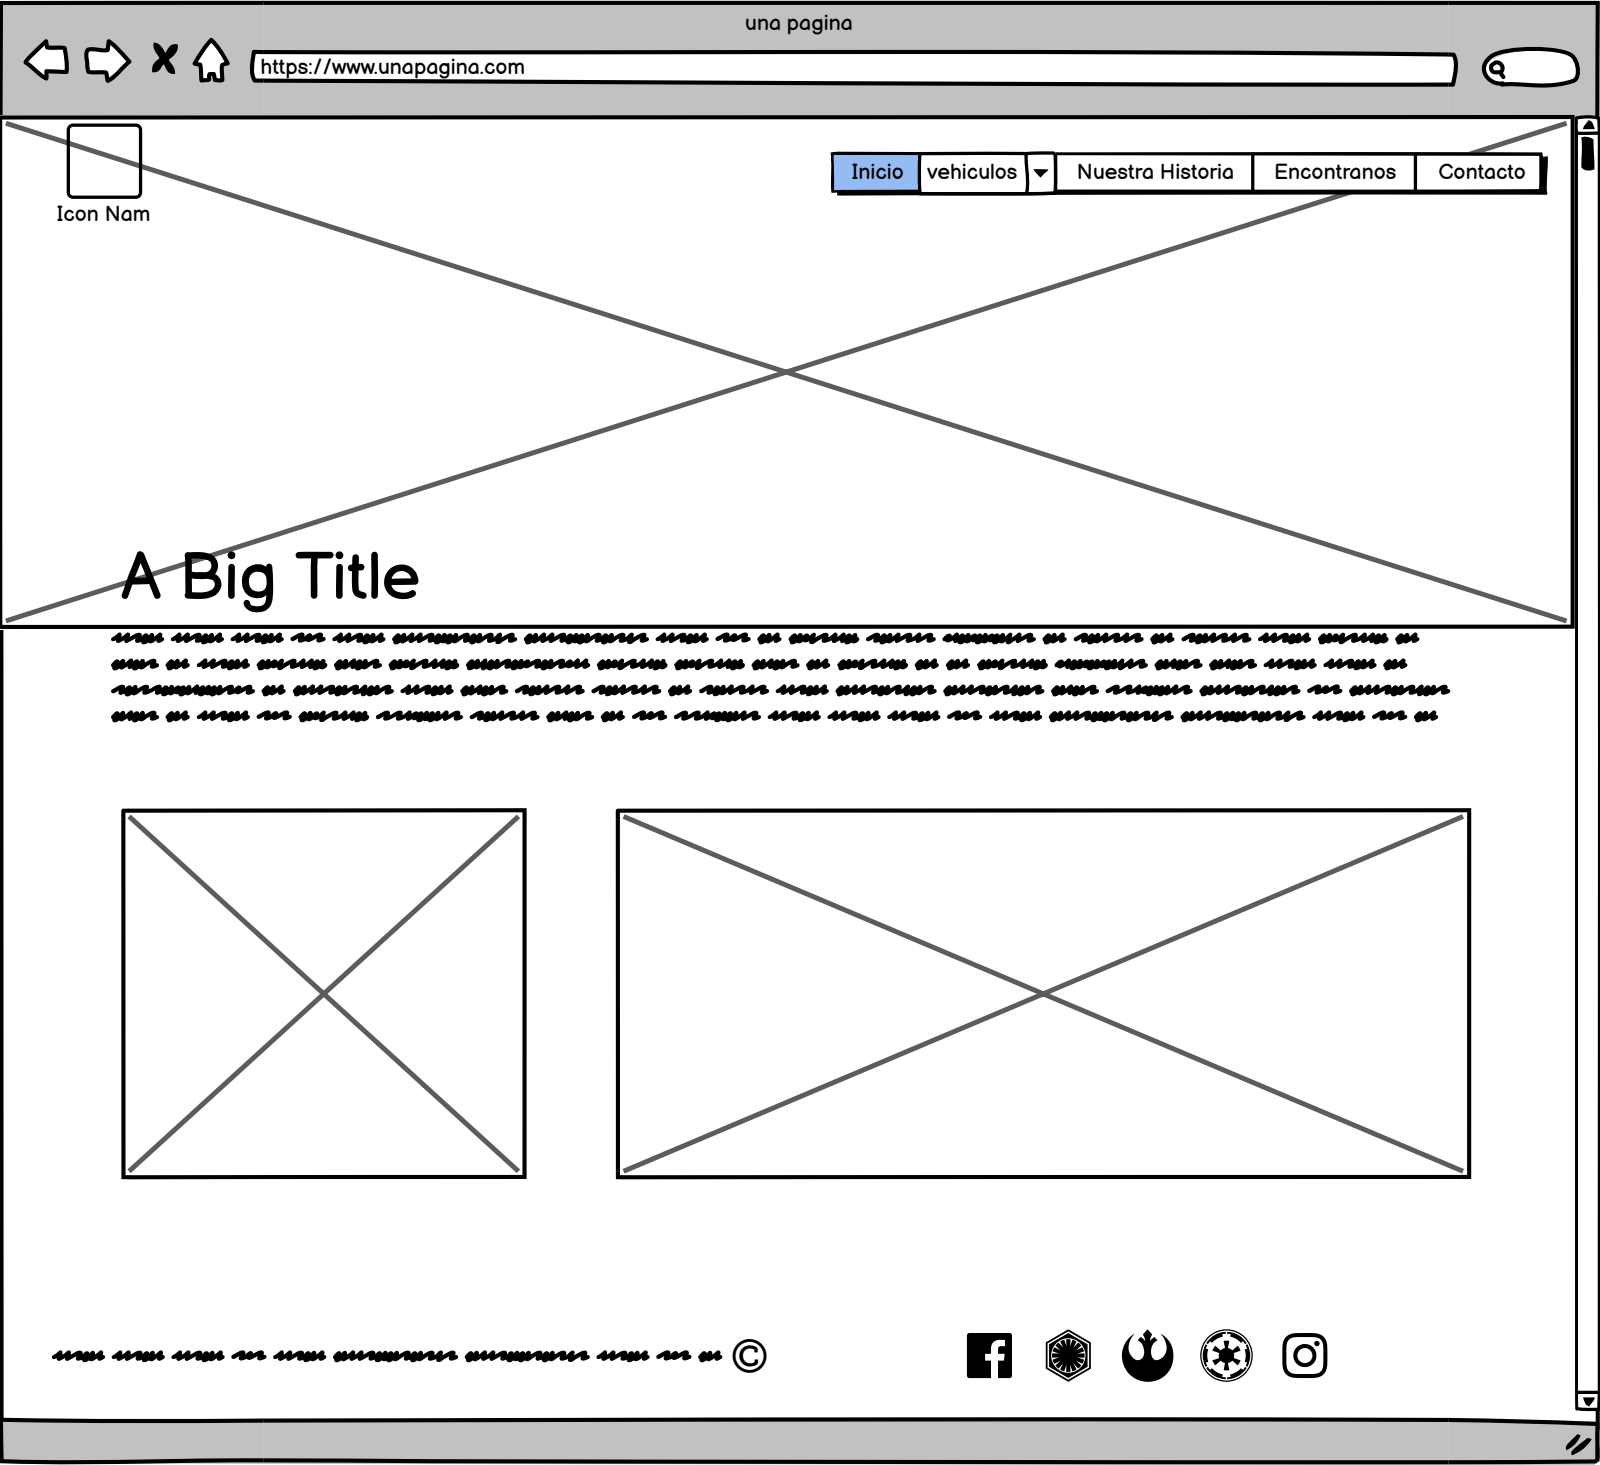 una pagina
https://www.unapagina.com
Inicio vehiculos Nuestra Historia Encontranos Contacto
Icon Nam
A Big Title
©